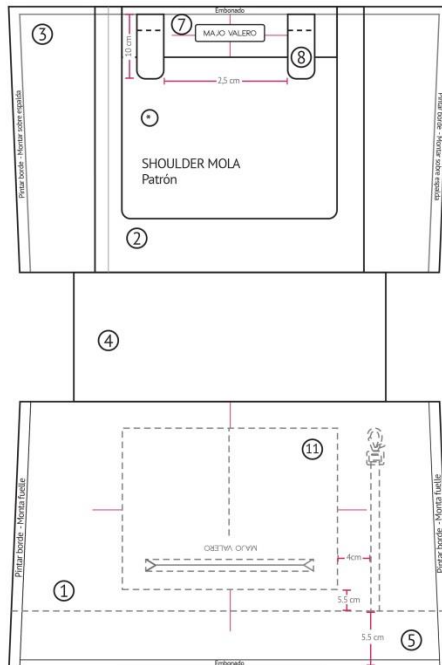 Embonado
3
7
MAJO VALERO
8
10 cm
2,5 cm
Pintar borde - Montar sobre espalda
Pintar borde - Montar sobre espalda
*
SHOULDER MOLA
Patrón
2
4
11
Pintar borde - Monta fuelle
Pintar borde - Monta fuelle
MAJO VALERO
4cm
1
5.5 cm
5.5 cm
5
Embonado